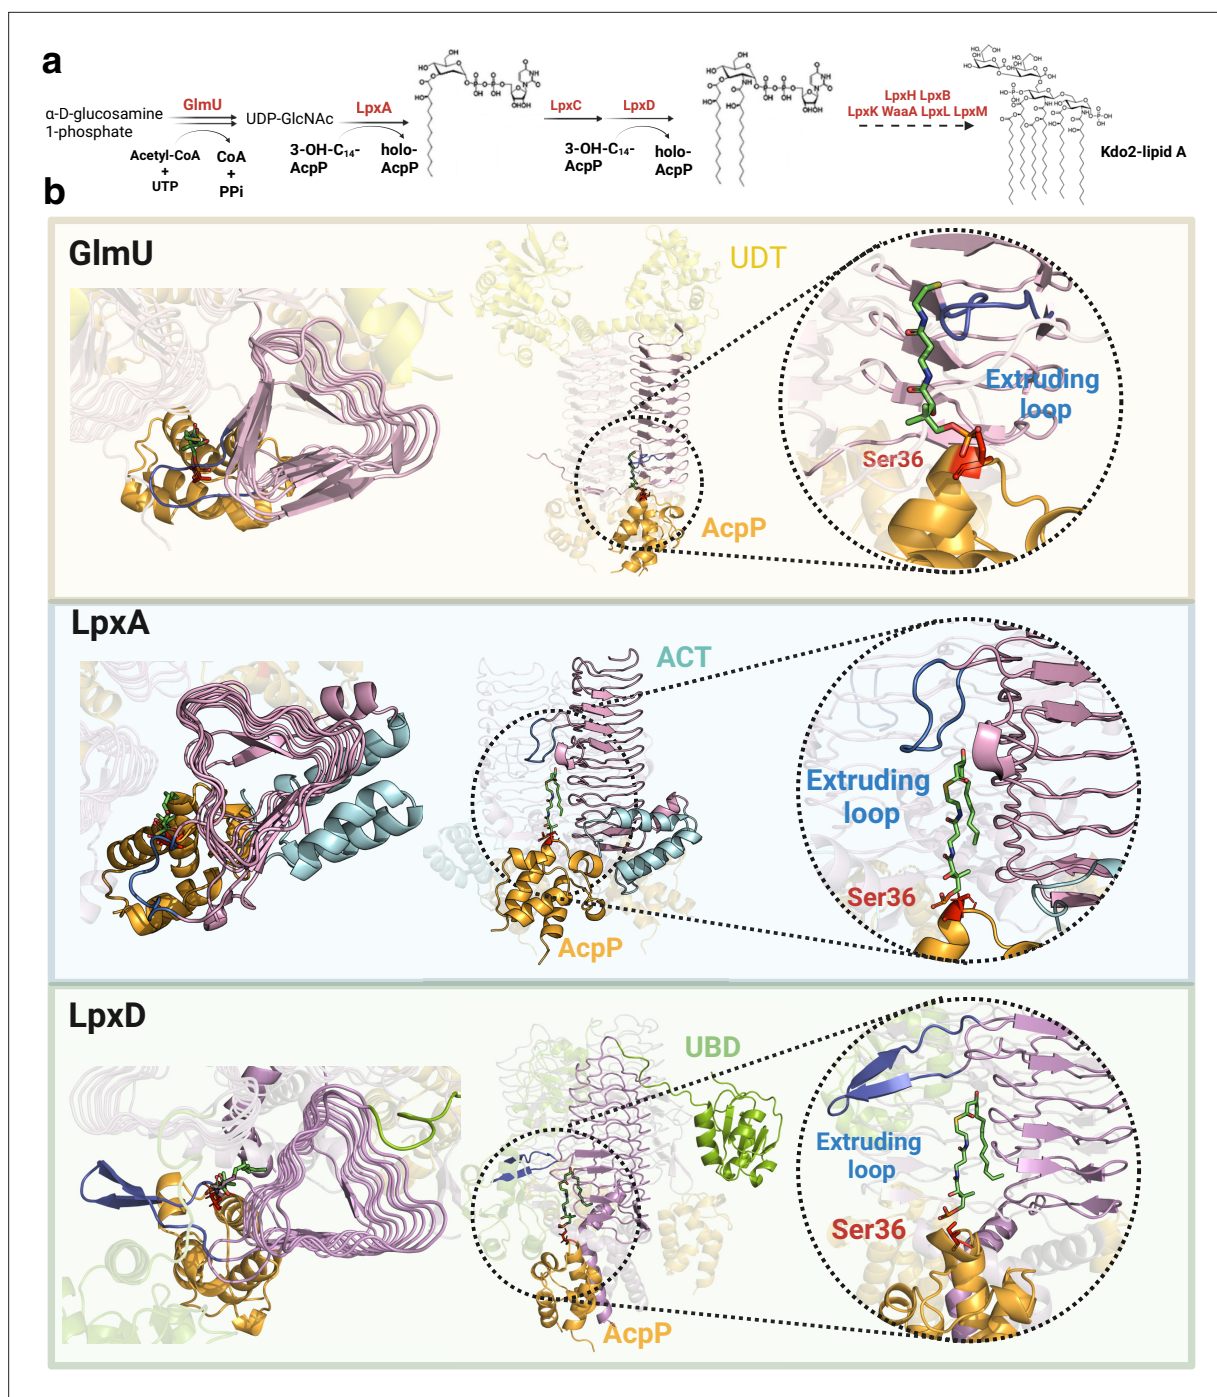 a
α-D-glucosamine
1-phosphate
GlmU
Acetyl-CoA
+
UTP
CoA
+
PPi
UDP-GlcNAc
LpxA
3-OH-C₁₄-
AcpP
holo-
AcpP
LpxC
LpxD
3-OH-C₁₄-
AcpP
holo-
AcpP
LpxH LpxB
LpxK WaaA LpxL LpxM
Kdo2-lipid A
b
GlmU
UDT
AcpP
Extruding
loop
Ser36
LpxA
ACT
AcpP
Extruding
loop
Ser36
LpxD
UBD
AcpP
Extruding
loop
Ser36